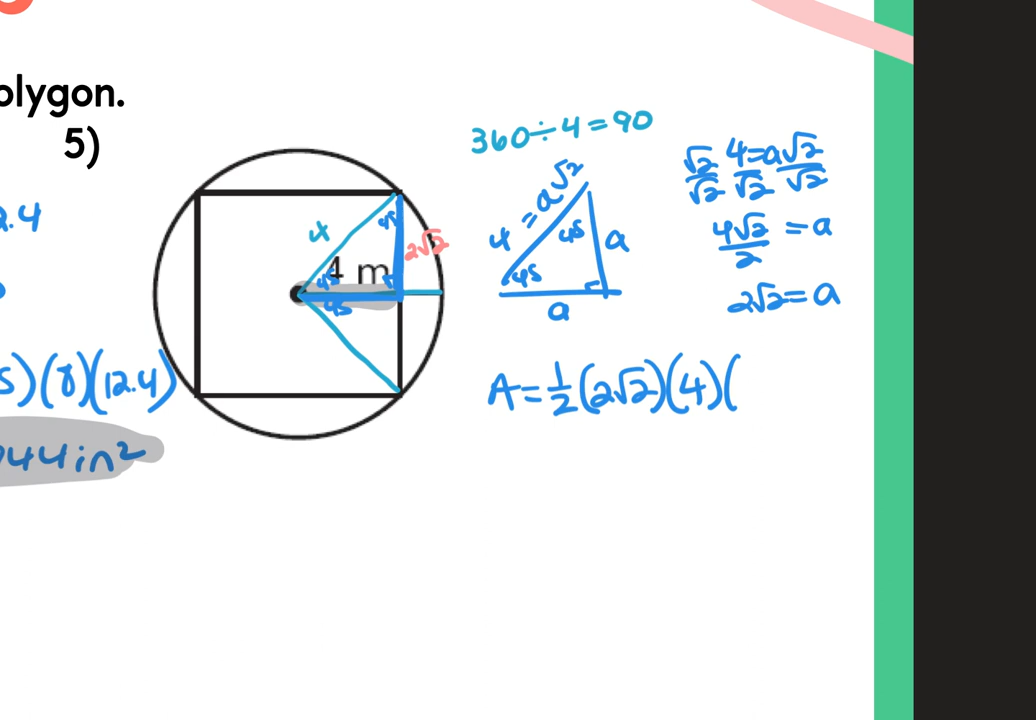 olygon.
5)
360÷4=90
.4
4
45
2√2
4 m
45
45
4 = a√2
45
45
a
a
√2/√2 4/√2=a√2/√2
4√2/2 = a
2√2 = a
)(8)(12.4)
A = 1/2 (2√2)(4)(
44in²